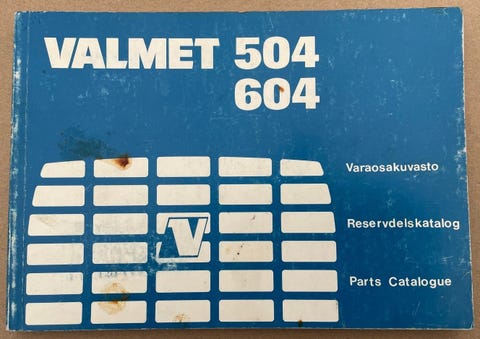 VALMET 504
604
Varaosakuvasto
Reservdelskatalog
V
Parts Catalogue